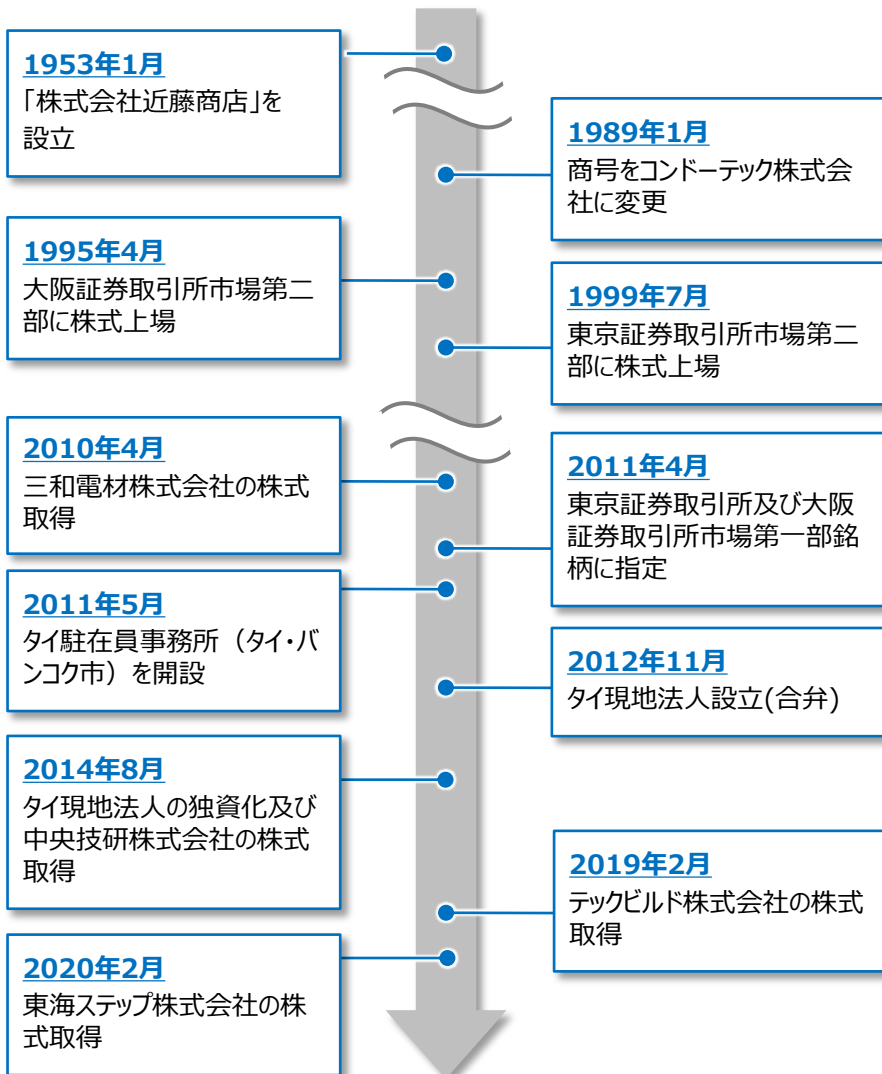 1953年1月
「株式会社近藤商店」を
設立
1989年1月
商号をコンドーテック株式会
社に変更
1995年4月
大阪証券取引所市場第二
部に株式上場
1999年7月
東京証券取引所市場第二
部に株式上場
2010年4月
三和電材株式会社の株式
取得
2011年4月
東京証券取引所及び大阪
証券取引所市場第一部銘
柄に指定
2011年5月
タイ駐在員事務所（タイ・バ
ンコク市）を開設
2012年11月
タイ現地法人設立(合弁)
2014年8月
タイ現地法人の独資化及び
中央技研株式会社の株式
取得
2019年2月
テックビルド株式会社の株式
取得
2020年2月
東海ステップ株式会社の株
式取得